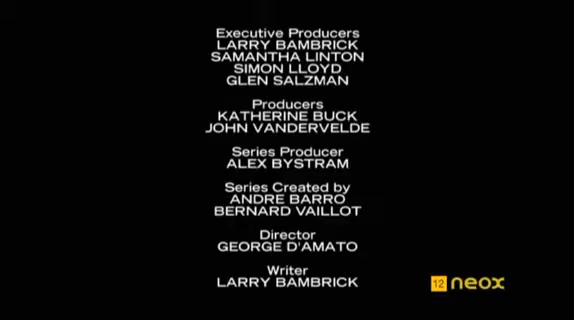 Executive Producers
LARRY BAMBRICK
SAMANTHA LINTON
SIMON LLOYD
GLEN SALZMAN
Producers
KATHERINE BUCK
JOHN VANDERVELDE
Series Producer
ALEX BYSTRAM
Series Created by
ANDRE BARRO
BERNARD VAILLOT
Director
GEORGE D'AMATO
Writer
LARRY BAMBRICK
12 neox